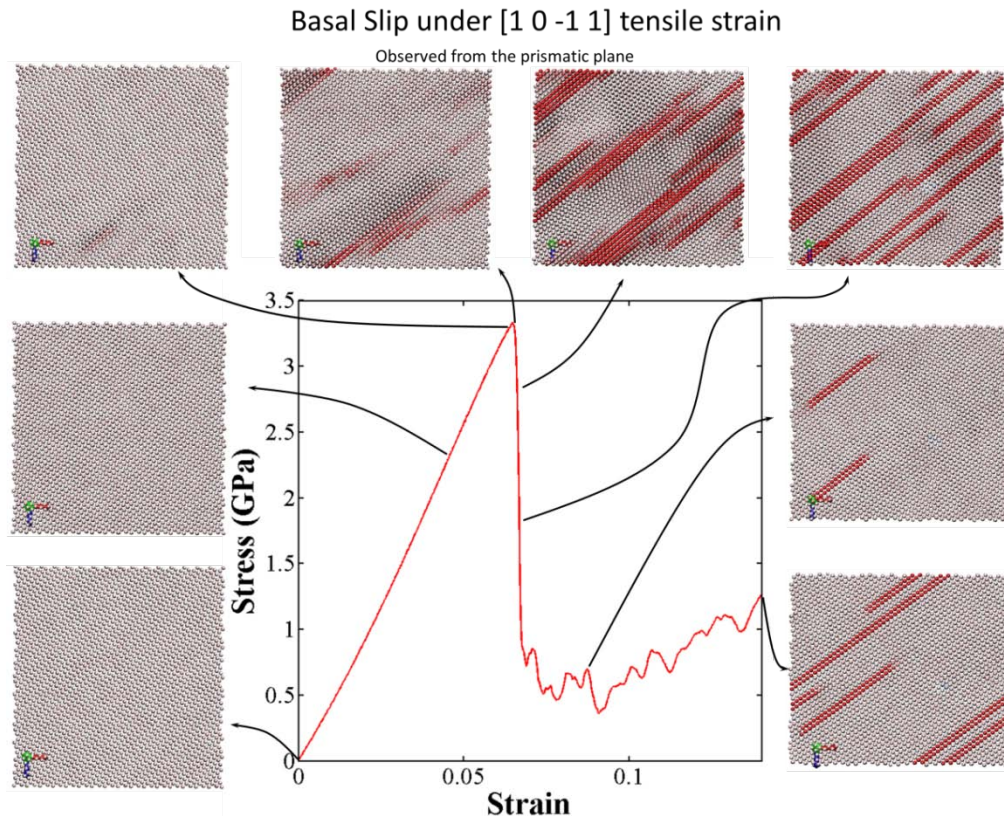 Basal Slip under [1 0 -1 1] tensile strain
Observed from the prismatic plane
3.5
3
2.5
2
1.5
1
0.5
0
Stress (GPa)
0
0.05
0.1
Strain